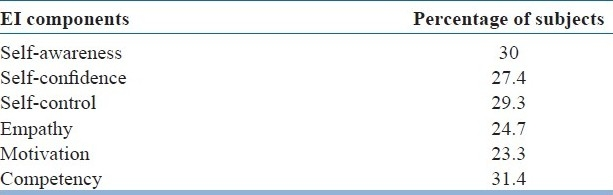 EI components Percentage of subjects
Self-awareness 30
Self-confidence 27.4
Self-control 29.3
Empathy 24.7
Motivation 23.3
Competency 31.4